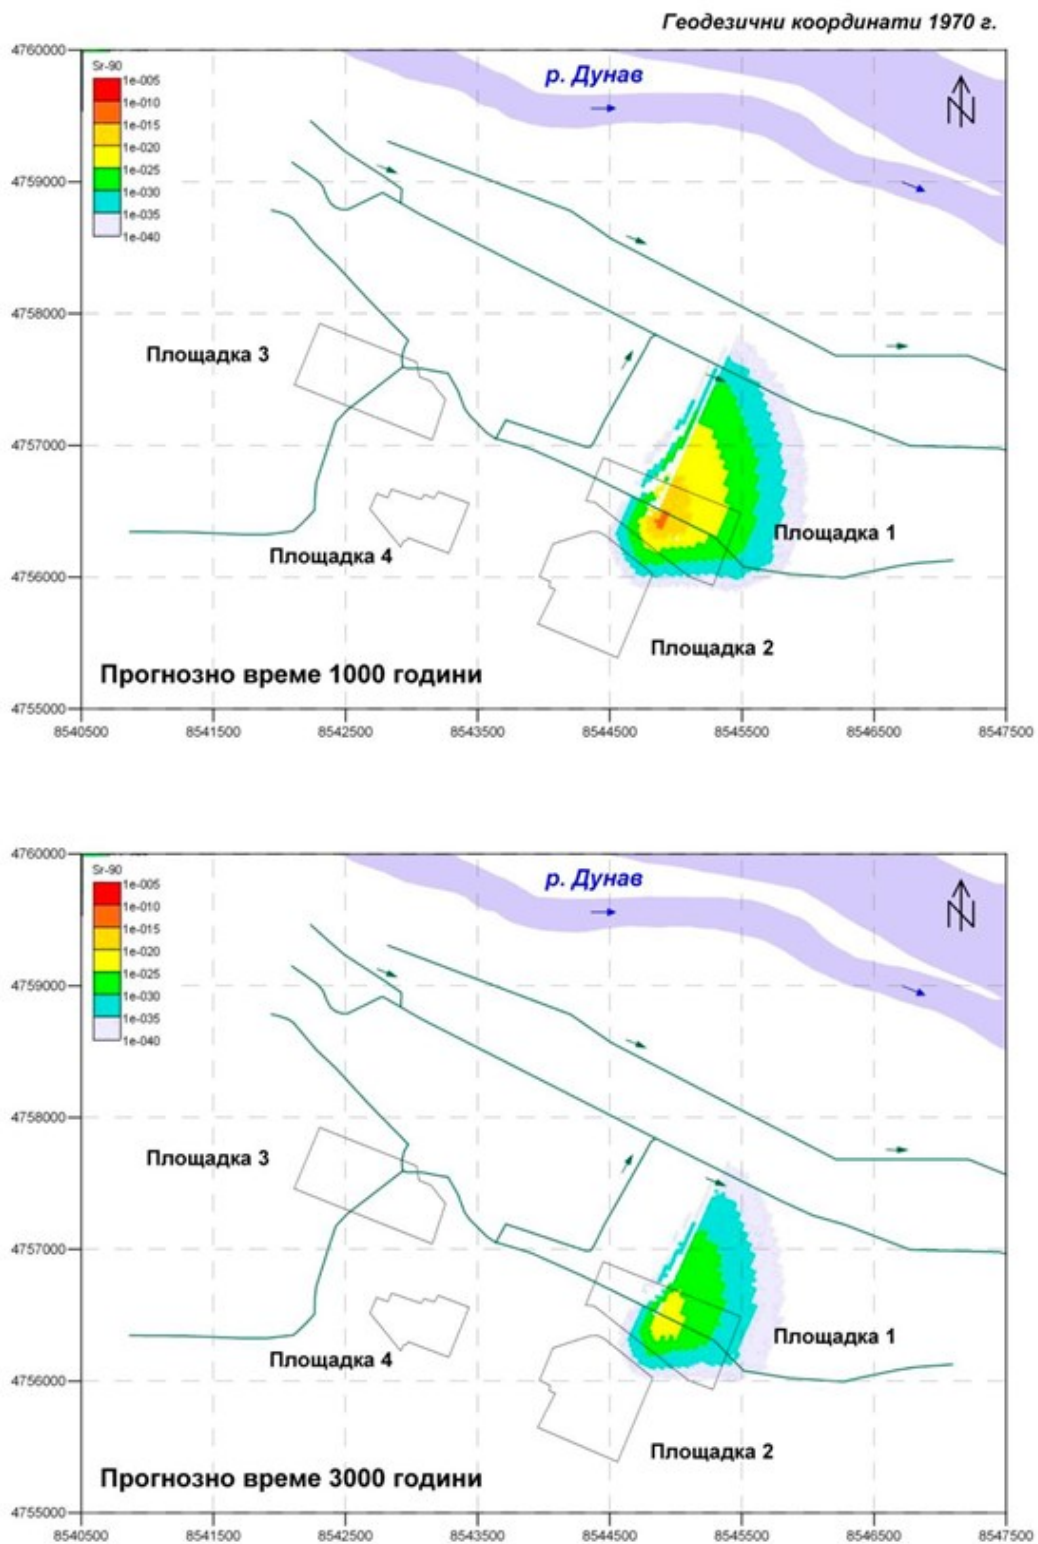 Геодезични координати 1970 г.
4760000
Sr-90
1e-005
1e-010
1e-015
1e-020
1e-025
1e-030
1e-035
1e-040
р. Дунав
N
4759000
4758000
Площадка 3
4757000
Площадка 1
Площадка 4
4756000
Площадка 2
Прогнозно време 1000 години
4755000
8540500 8541500 8542500 8543500 8544500 8545500 8546500 8547500
4760000
Sr-90
1e-005
1e-010
1e-015
1e-020
1e-025
1e-030
1e-035
1e-040
р. Дунав
N
4759000
4758000
Площадка 3
4757000
Площадка 1
Площадка 4
4756000
Площадка 2
Прогнозно време 3000 години
4755000
8540500 8541500 8542500 8543500 8544500 8545500 8546500 8547500